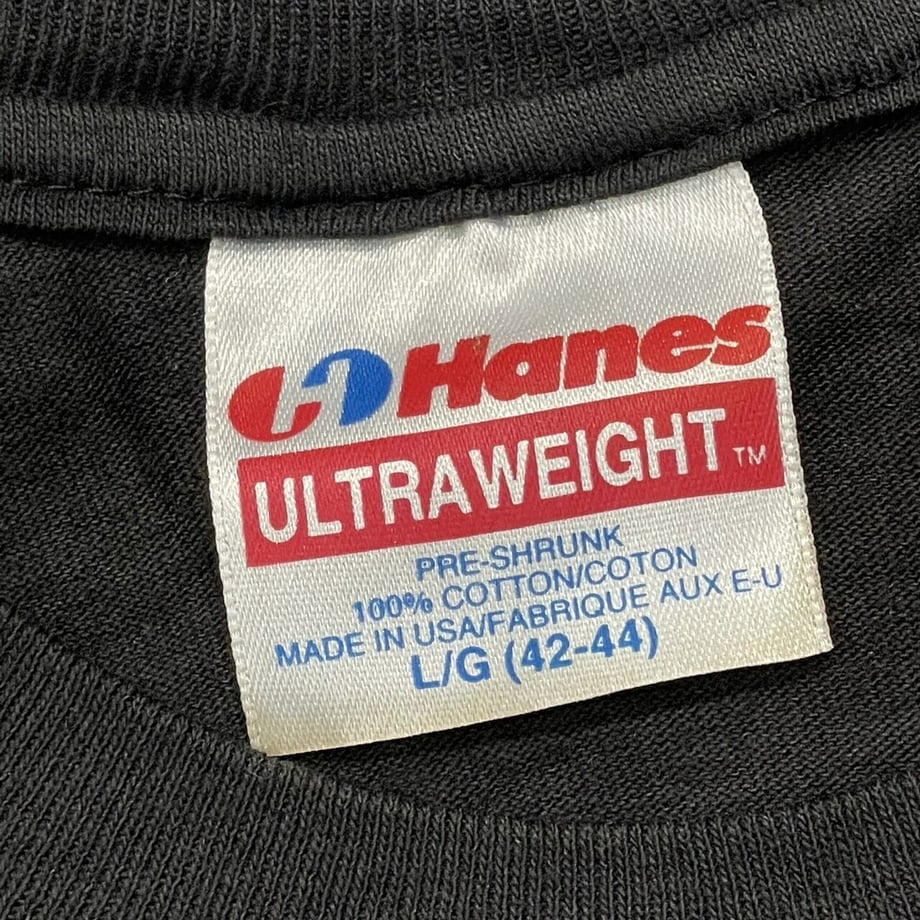 Hanes
ULTRAWEIGHT™
PRE-SHRUNK
100% COTTON/COTON
MADE IN USA/FABRIQUE AUX E-U
L/G (42-44)